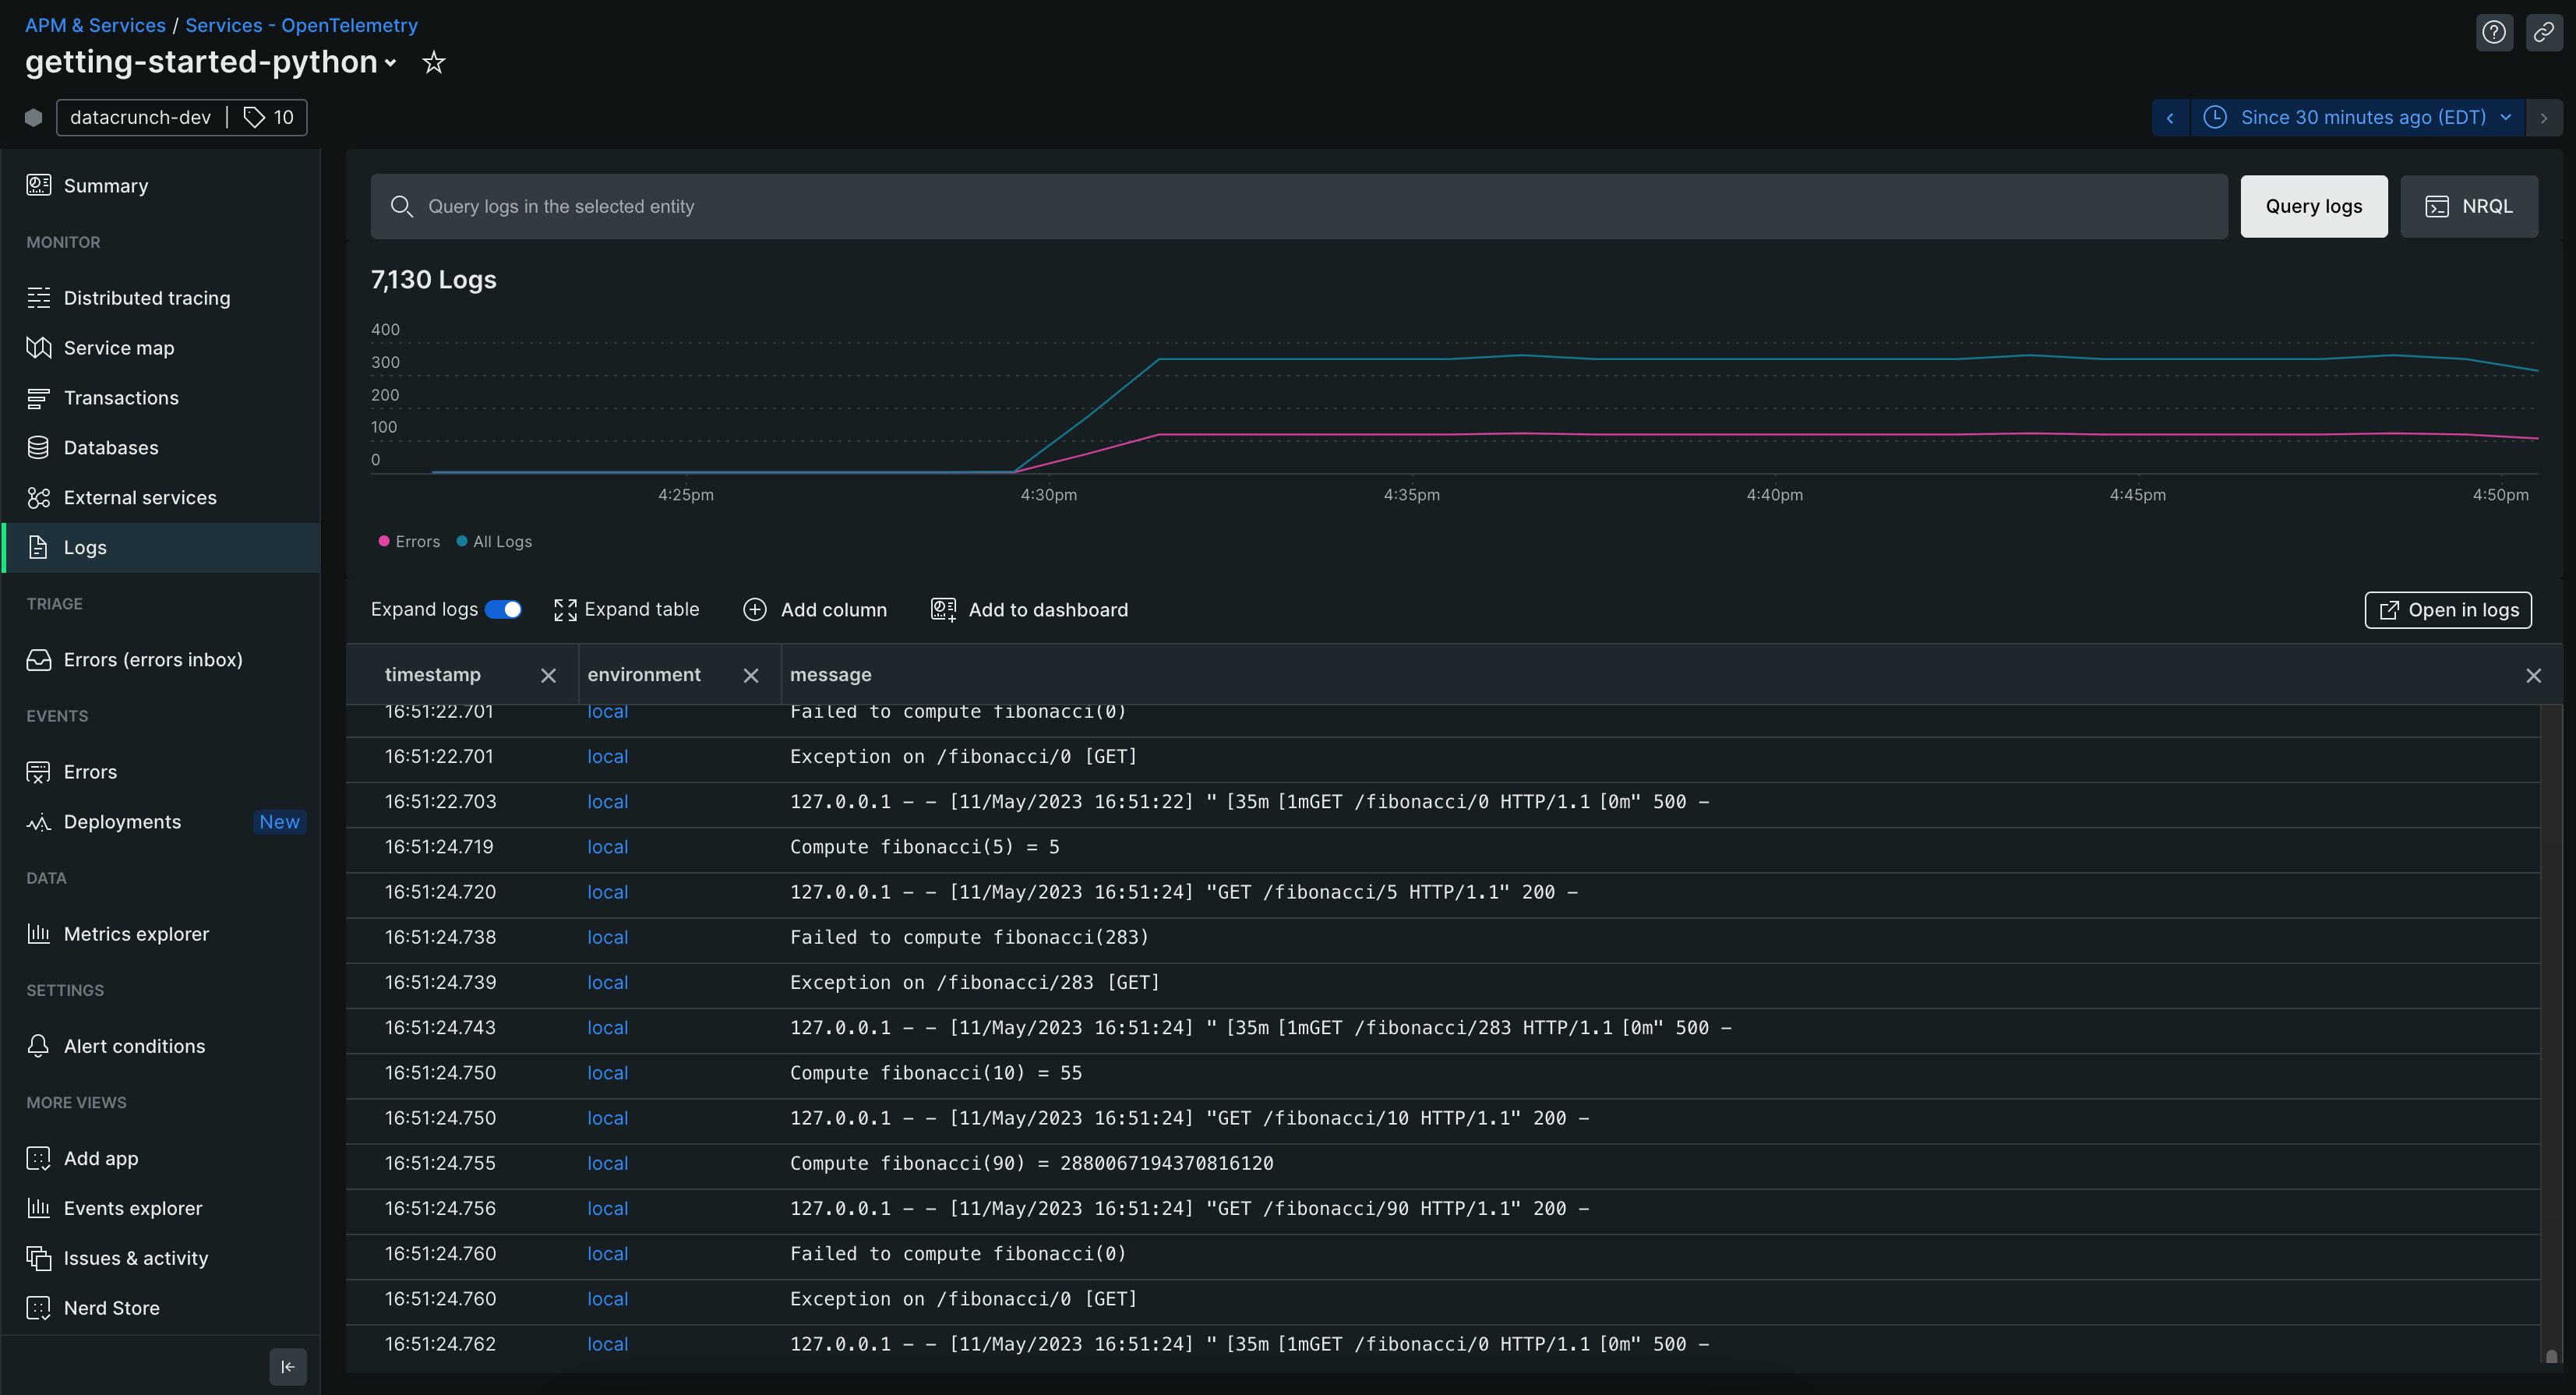 APM & Services / Services - OpenTelemetry
getting-started-python
datacrunch-dev | 10
Since 30 minutes ago (EDT)
Summary
MONITOR
Distributed tracing
Service map
Transactions
Databases
External services
Logs
TRIAGE
Errors (errors inbox)
EVENTS
Errors
Deployments New
DATA
Metrics explorer
SETTINGS
Alert conditions
MORE VIEWS
Add app
Events explorer
Issues & activity
Nerd Store
Query logs in the selected entity
Query logs
NRQL
7,130 Logs
400
300
200
100
0
4:25pm 4:30pm 4:35pm 4:40pm 4:45pm 4:50pm
Errors All Logs
Expand logs Expand table Add column Add to dashboard Open in logs
timestamp environment message
16:51:22.701 local Failed to compute fibonacci(0)
16:51:22.701 local Exception on /fibonacci/0 [GET]
16:51:22.703 local 127.0.0.1 - - [11/May/2023 16:51:22] " [35m [1mGET /fibonacci/0 HTTP/1.1 [0m" 500 -
16:51:24.719 local Compute fibonacci(5) = 5
16:51:24.720 local 127.0.0.1 - - [11/May/2023 16:51:24] "GET /fibonacci/5 HTTP/1.1" 200 -
16:51:24.738 local Failed to compute fibonacci(283)
16:51:24.739 local Exception on /fibonacci/283 [GET]
16:51:24.743 local 127.0.0.1 - - [11/May/2023 16:51:24] " [35m [1mGET /fibonacci/283 HTTP/1.1 [0m" 500 -
16:51:24.750 local Compute fibonacci(10) = 55
16:51:24.750 local 127.0.0.1 - - [11/May/2023 16:51:24] "GET /fibonacci/10 HTTP/1.1" 200 -
16:51:24.755 local Compute fibonacci(90) = 2880067194370816120
16:51:24.756 local 127.0.0.1 - - [11/May/2023 16:51:24] "GET /fibonacci/90 HTTP/1.1" 200 -
16:51:24.760 local Failed to compute fibonacci(0)
16:51:24.760 local Exception on /fibonacci/0 [GET]
16:51:24.762 local 127.0.0.1 - - [11/May/2023 16:51:24] " [35m [1mGET /fibonacci/0 HTTP/1.1 [0m" 500 -